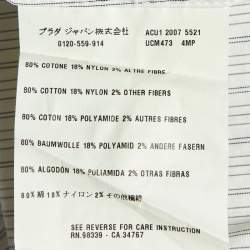 プラダ ジャパン株式会社
0120-559-914
ACU1 2007 5521
UCM473 4MP
80% COTONE 18% NYLON 2% ALTRE FIBRE
80% COTTON 18% NYLON 2% OTHER FIBERS
80% COTON 18% POLYAMIDE 2% AUTRES FIBRES
80% BAUMWOLLE 18% POLYAMID 2% ANDERE FASERN
80% ALGODÓN 18% POLIAMIDA 2% OTRAS FIBRAS
80% 綿 18% ナイロン 2% その他繊維
SEE REVERSE FOR CARE INSTRUCTION
RN.98339 - CA.34767